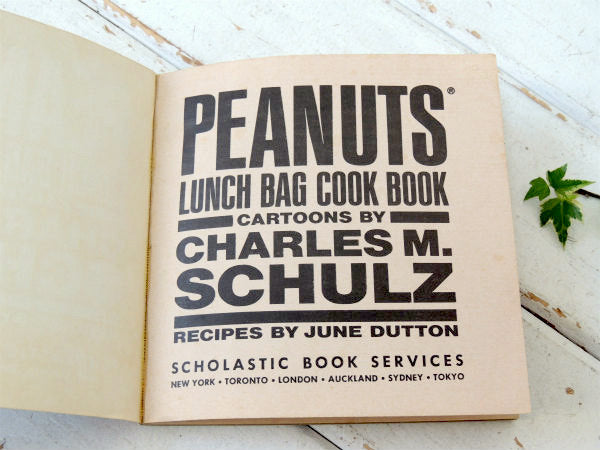 PEANUTS®
LUNCH BAG COOK BOOK
CARTOONS BY
CHARLES M.
SCHULZ
RECIPES BY JUNE DUTTON
SCHOLASTIC BOOK SERVICES
NEW YORK • TORONTO • LONDON • AUCKLAND • SYDNEY • TOKYO